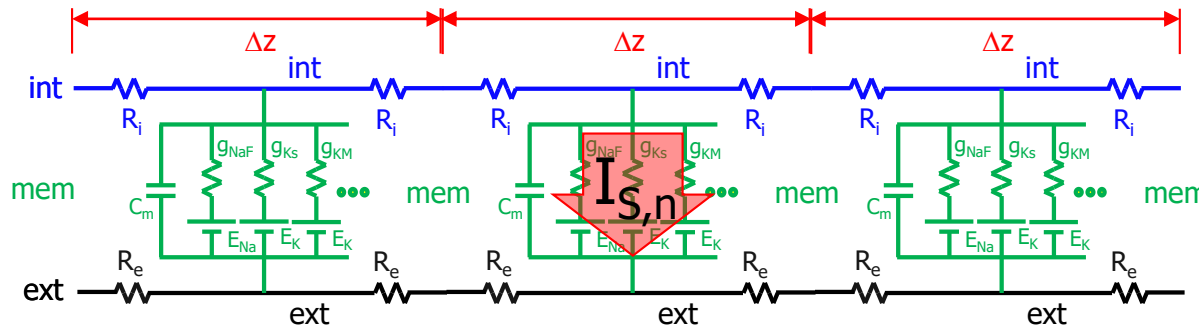 Δz Δz Δz
int int int
int
R_i R_i R_i R_i R_i R_i
g_NaF g_Ks g_KM g_NaF g_Ks g_KM g_NaF g_Ks g_KM
mem mem mem mem
I_S,n
C_m C_m C_m
E_Na E_K E_K E_Na E_K E_K E_Na E_K E_K
R_e R_e R_e R_e R_e R_e
ext
ext ext ext